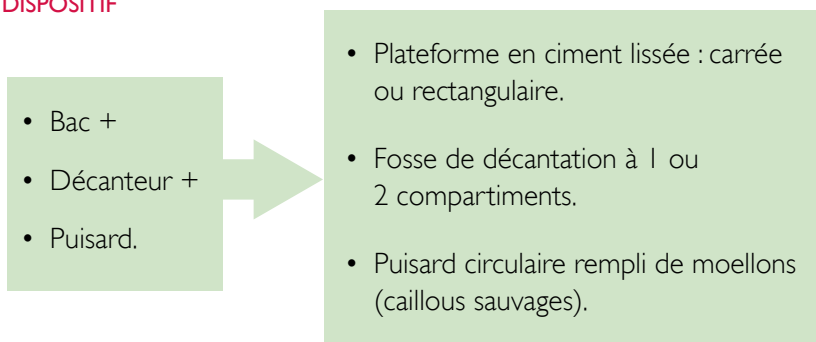 DISPOSITIF
• Bac +
• Décanteur +
• Puisard.
• Plateforme en ciment lissée : carrée
ou rectangulaire.
• Fosse de décantation à 1 ou
2 compartiments.
• Puisard circulaire rempli de moellons
(caillous sauvages).